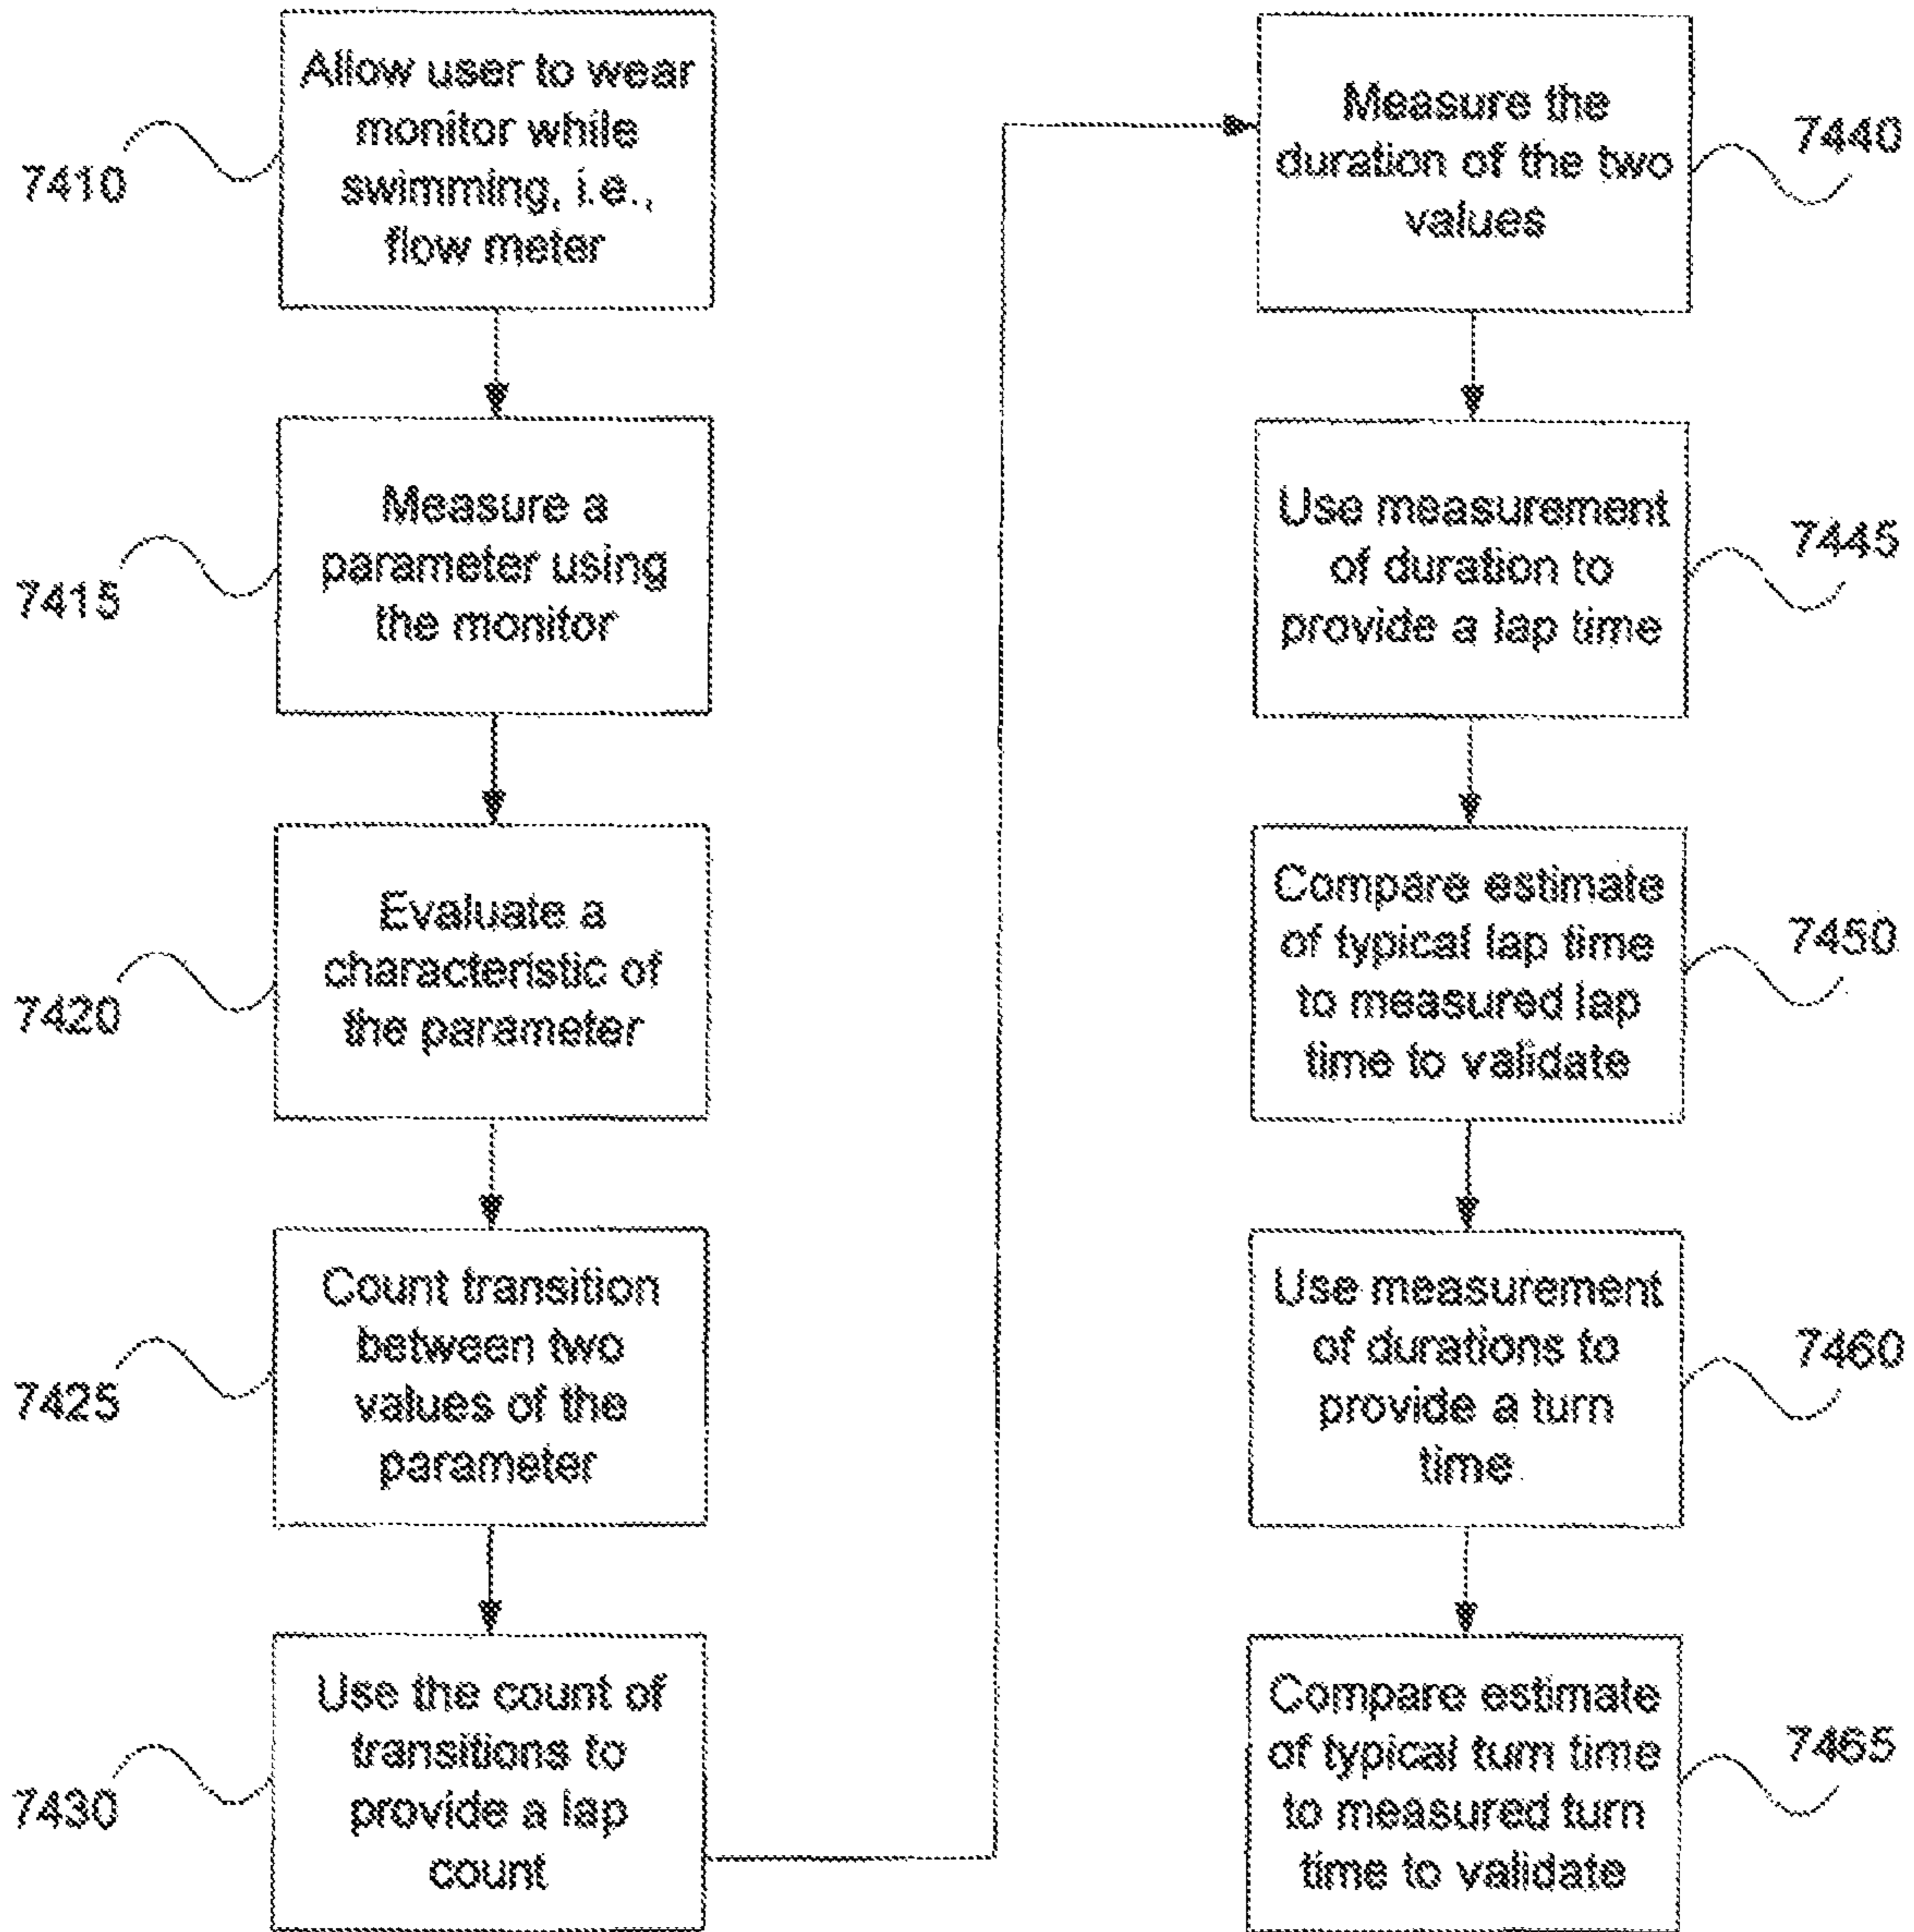 Allow user to wear
monitor while
swimming, i.e.,
flow meter
7410
Measure a
parameter using
the monitor
7415
Evaluate a
characteristic of
the parameter
7420
Count transition
between two
values of the
parameter
7425
Use the count of
transitions to
provide a lap
count
7430
Measure the
duration of the two
values
7440
Use measurement
of duration to
provide a lap time
7445
Compare estimate
of typical lap time
to measured lap
time to validate
7450
Use measurement
of durations to
provide a turn
time
7460
Compare estimate
of typical turn time
to measured turn
time to validate
7465